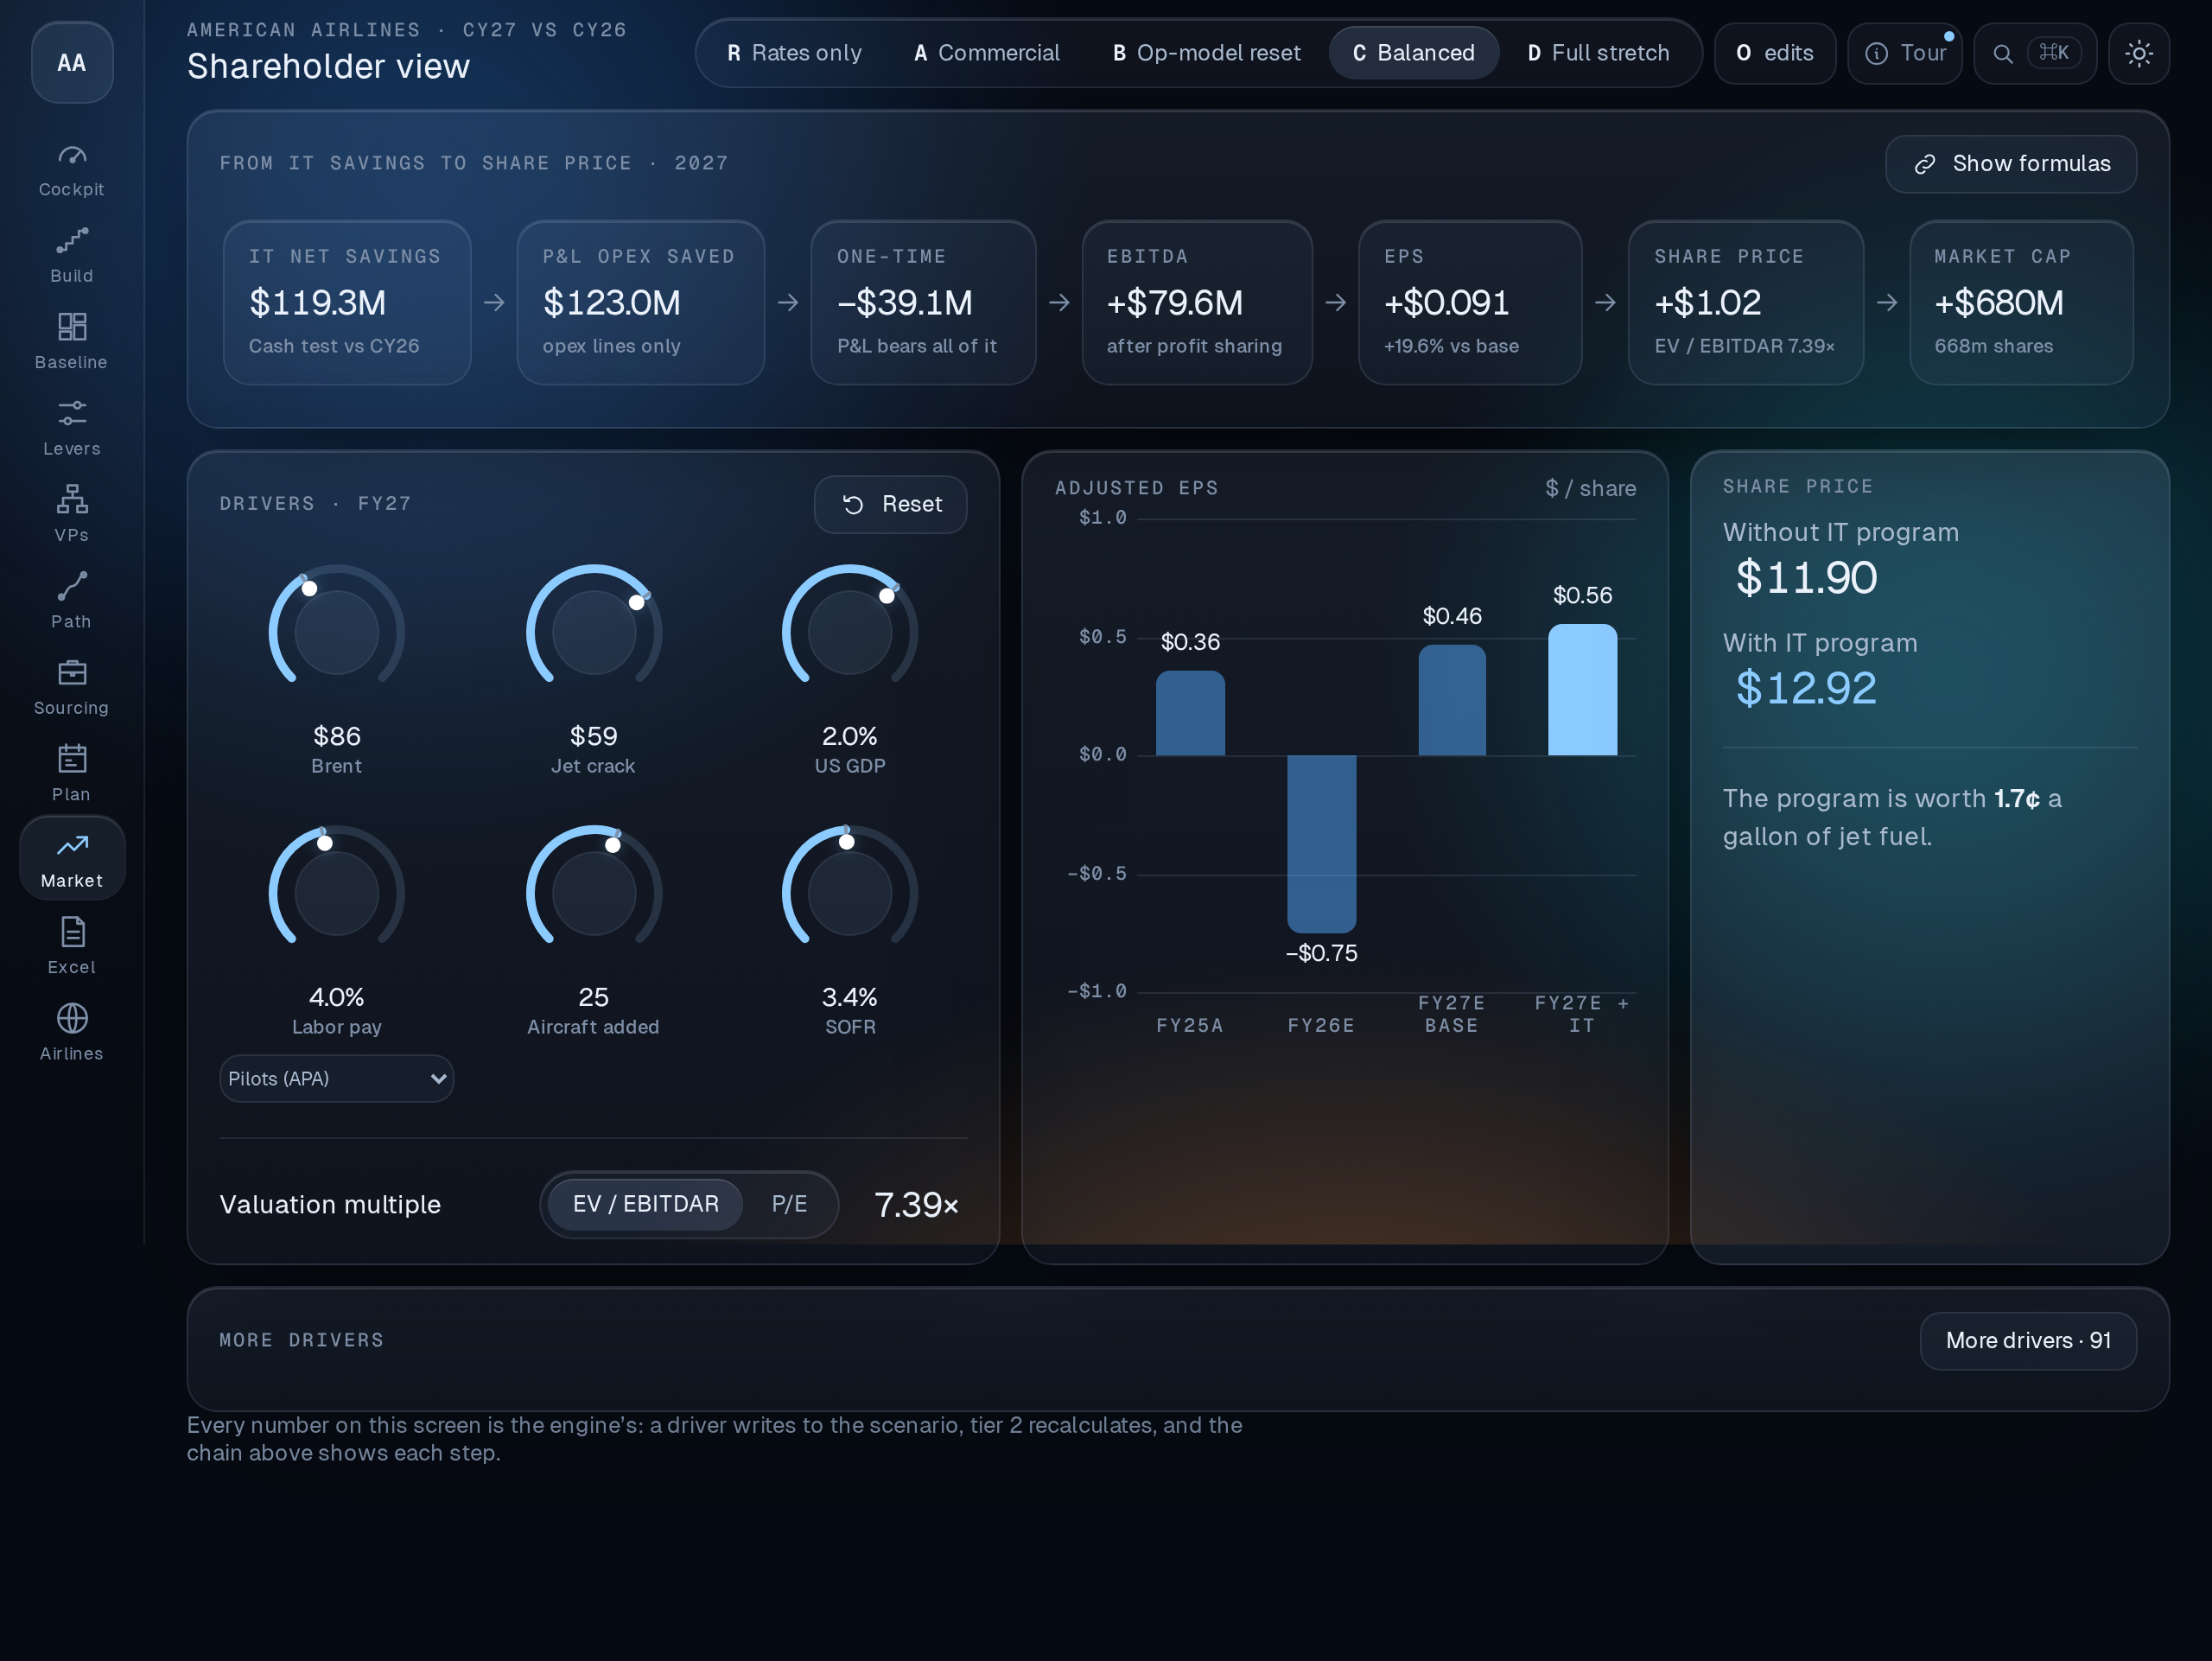 AA
AMERICAN AIRLINES · CY27 VS CY26
Shareholder view
R Rates only
A Commercial
B Op-model reset
C Balanced
D Full stretch
0 edits
Tour
⌘K
Cockpit
Build
Baseline
Levers
VPs
Path
Sourcing
Plan
Market
Excel
Airlines
FROM IT SAVINGS TO SHARE PRICE · 2027
Show formulas
IT NET SAVINGS
$119.3M
Cash test vs CY26
P&L OPEX SAVED
$123.0M
opex lines only
ONE-TIME
−$39.1M
P&L bears all of it
EBITDA
+$79.6M
after profit sharing
EPS
+$0.091
+19.6% vs base
SHARE PRICE
+$1.02
EV / EBITDAR 7.39×
MARKET CAP
+$680M
668m shares
DRIVERS · FY27
Reset
$86
Brent
$59
Jet crack
2.0%
US GDP
4.0%
Labor pay
25
Aircraft added
3.4%
SOFR
Pilots (APA)
Valuation multiple
EV / EBITDAR
P/E
7.39×
ADJUSTED EPS
$ / share
$1.0
$0.5
$0.0
−$0.5
−$1.0
$0.36
−$0.75
$0.46
$0.56
FY25A
FY26E
FY27E
BASE
FY27E +
IT
SHARE PRICE
Without IT program
$11.90
With IT program
$12.92
The program is worth 1.7¢ a
gallon of jet fuel.
MORE DRIVERS
More drivers · 91
Every number on this screen is the engine’s: a driver writes to the scenario, tier 2 recalculates, and the
chain above shows each step.